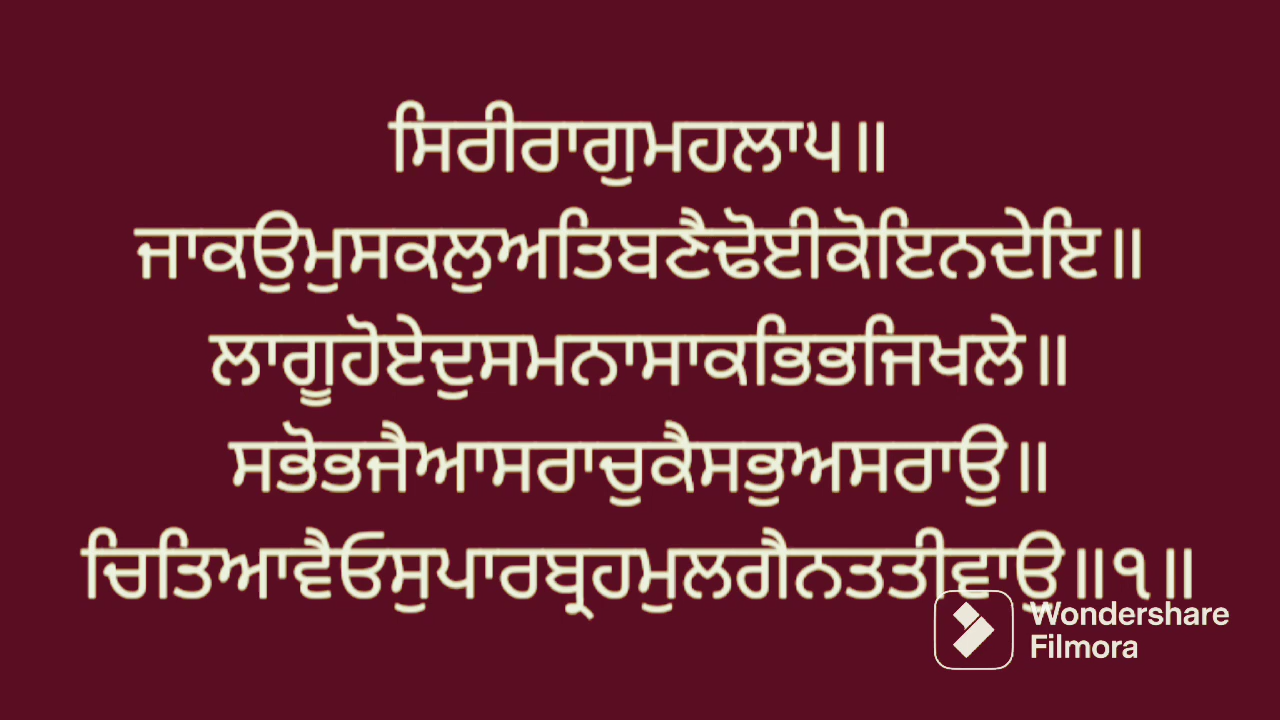 ਸਿਰੀਰਾਗੁਮਹਲਾ੫॥
ਜਾਕਉਮੁਸਕਲੁਅਤਿਬਣੈਢੋਈਕੋਇਨਦੇਇ॥
ਲਾਗੂਹੋਏਦੁਸਮਨਾਸਾਕਭਿਭਜਿਖਲੇ॥
ਸਭੋਭਜੈਆਸਰਾਚੁਕੈਸਭੁਅਸਰਾਉ॥
ਚਿਤਿਆਵੈਓਸੁਪਾਰਬ੍ਰਹਮੁਲਗੈਨਤਤੀਵਾਉ॥੧॥
Wondershare
Filmora